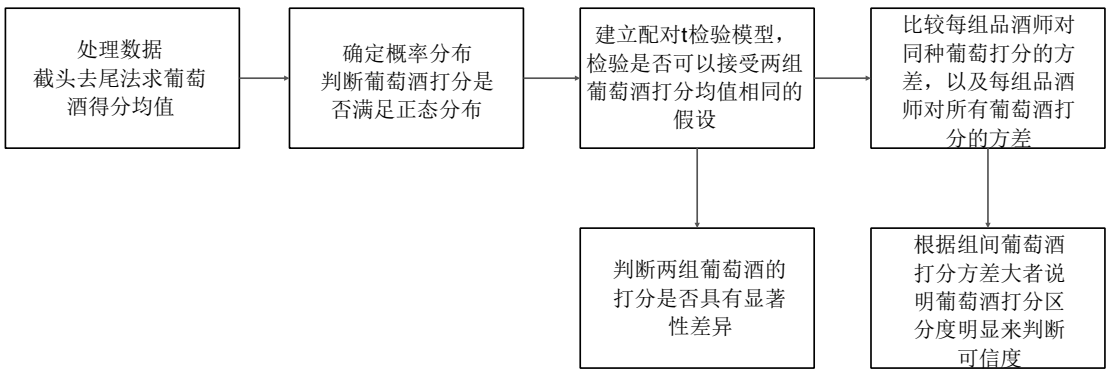 处理数据
截头去尾法求葡萄
酒得分均值
确定概率分布
判断葡萄酒打分是
否满足正态分布
建立配对t检验模型，
检验是否可以接受两组
葡萄酒打分均值相同的
假设
比较每组品酒师对
同种葡萄打分的方
差，以及每组品酒
师对所有葡萄酒打
分的方差
判断两组葡萄酒的
打分是否具有显著
性差异
根据组间葡萄酒
打分方差大者说
明葡萄酒打分区
分度明显来判断
可信度